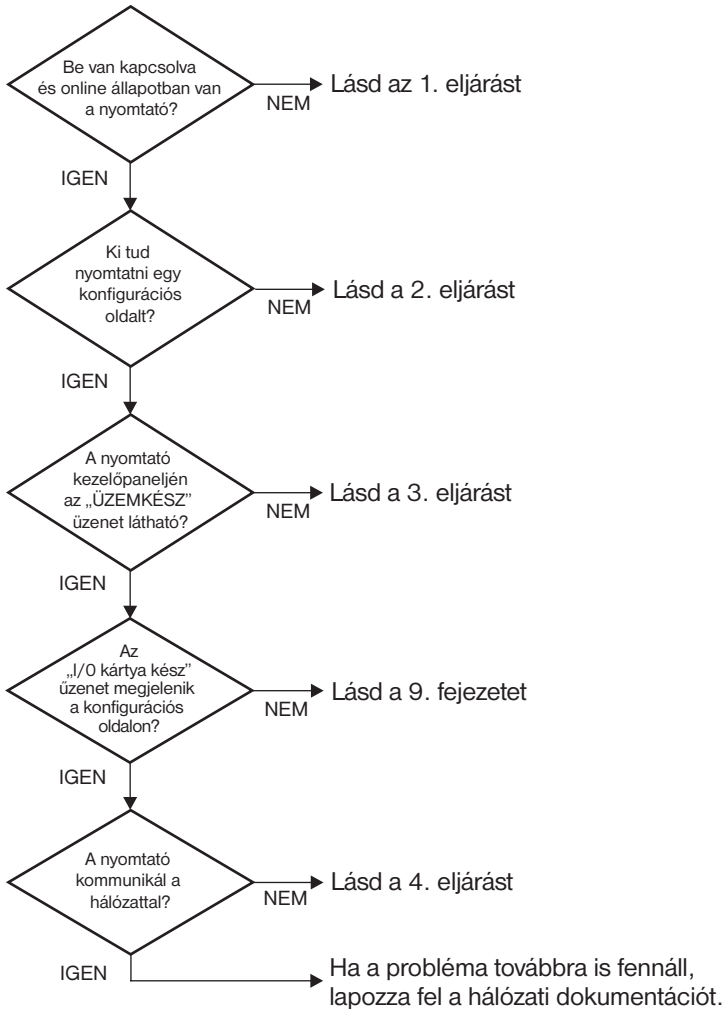 Be van kapcsolva
és online állapotban van
a nyomtató?
NEM
Lásd az 1. eljárást
IGEN
Ki tud
nyomtatni egy
konfigurációs
oldalt?
NEM
Lásd a 2. eljárást
IGEN
A nyomtató
kezelőpaneljén
az „ÜZEMKÉSZ”
üzenet látható?
NEM
Lásd a 3. eljárást
IGEN
Az
„I/0 kártya kész”
űzenet megjelenik
a konfigurációs
oldalon?
NEM
Lásd a 9. fejezetet
IGEN
A nyomtató
kommunikál a
hálózattal?
NEM
Lásd a 4. eljárást
IGEN
Ha a probléma továbbra is fennáll,
lapozza fel a hálózati dokumentációt.